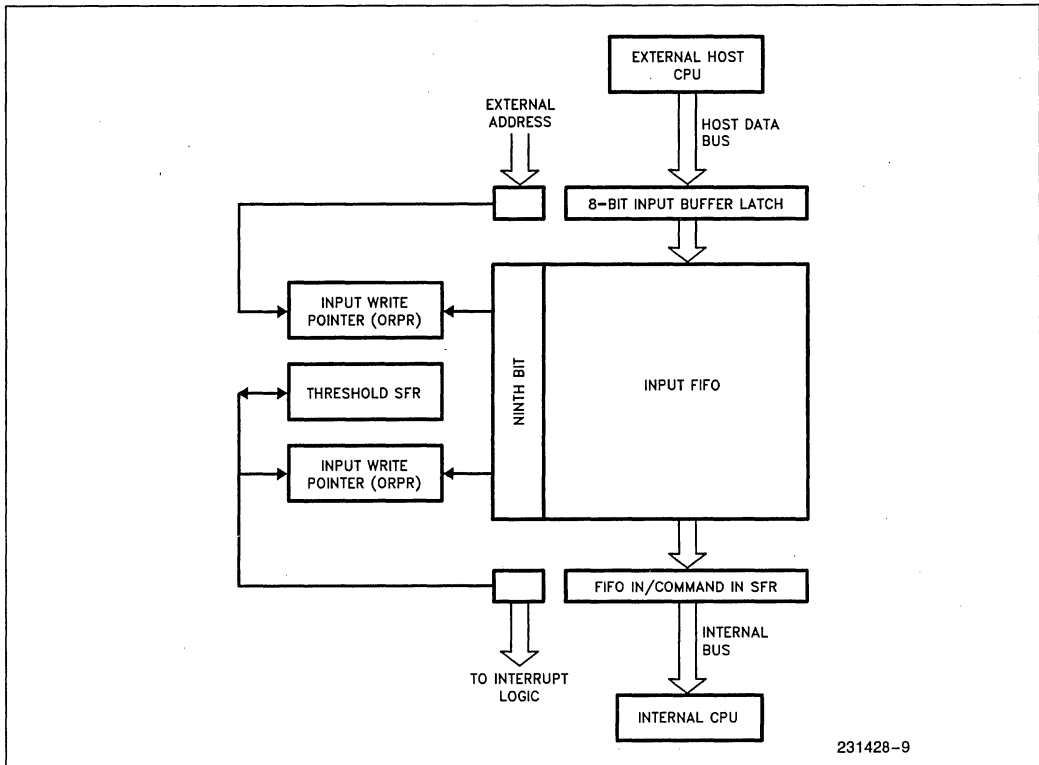 EXTERNAL HOST
CPU
EXTERNAL
ADDRESS
HOST DATA
BUS
8-BIT INPUT BUFFER LATCH
INPUT WRITE
POINTER (ORPR)
THRESHOLD SFR
INPUT WRITE
POINTER (ORPR)
NINTH BIT
INPUT FIFO
FIFO IN/COMMAND IN SFR
TO INTERRUPT
LOGIC
INTERNAL
BUS
INTERNAL CPU
231428-9